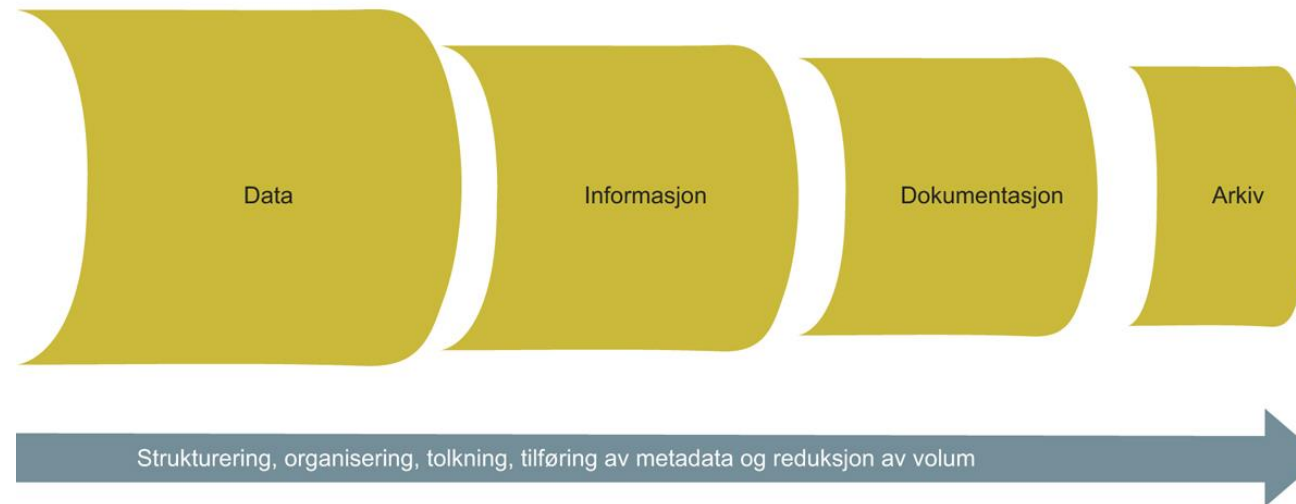 Data
Informasjon
Dokumentasjon
Arkiv
Strukturering, organisering, tolkning, tilføring av metadata og reduksjon av volum